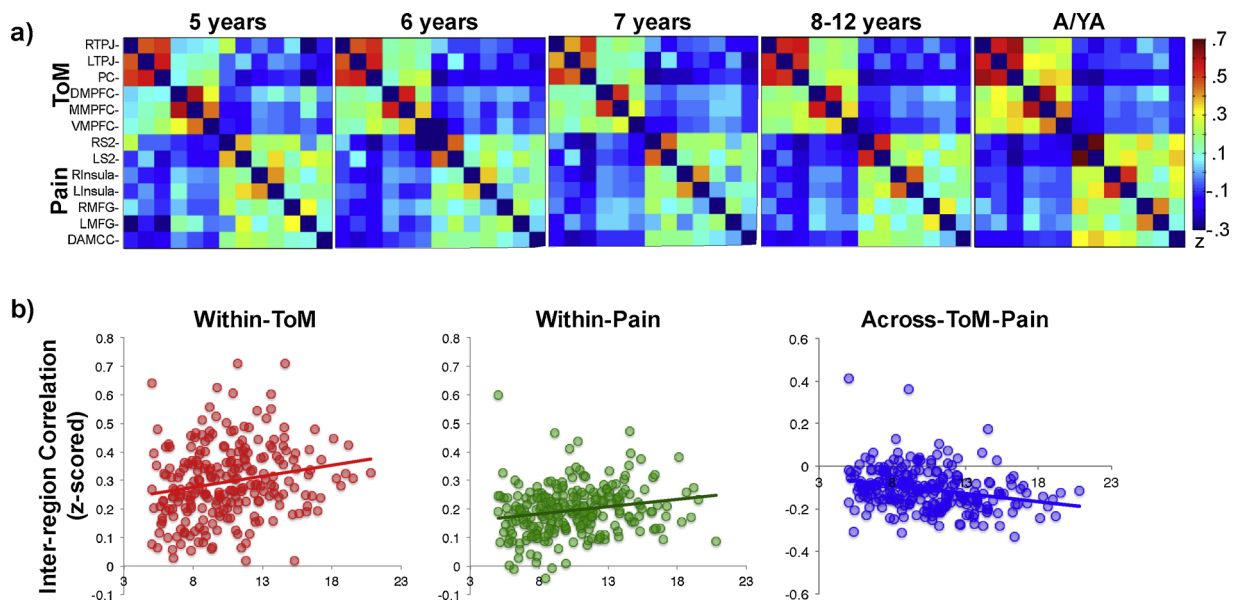 a)
5 years 6 years 7 years 8-12 years A/YA
ToM
RTPJ-
LTPJ-
PC-
DMPFC-
MMPFC-
VMPFC-
Pain
RS2-
LS2-
RInsula-
LInsula-
RMFG-
LMFG-
DAMCC-
.7
.5
.3
.1
-.1
-.3
z
b)
Inter-region Correlation
(z-scored)
Within-ToM
0.8
0.7
0.6
0.5
0.4
0.3
0.2
0.1
0
-0.1
3 8 13 18 23
Within-Pain
0.8
0.7
0.6
0.5
0.4
0.3
0.2
0.1
0
-0.1
3 8 13 18 23
Across-ToM-Pain
0.6
0.4
0.2
0
-0.2
-0.4
-0.6
3 13 18 23